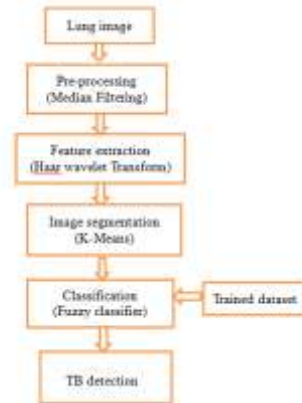 Lung image
Pre-processing
(Median Filtering)
Feature extraction
(Haar wavelet Transform)
Image segmentation
(K-Means)
Classification
(Fuzzy classifier)
Trained dataset
TB detection